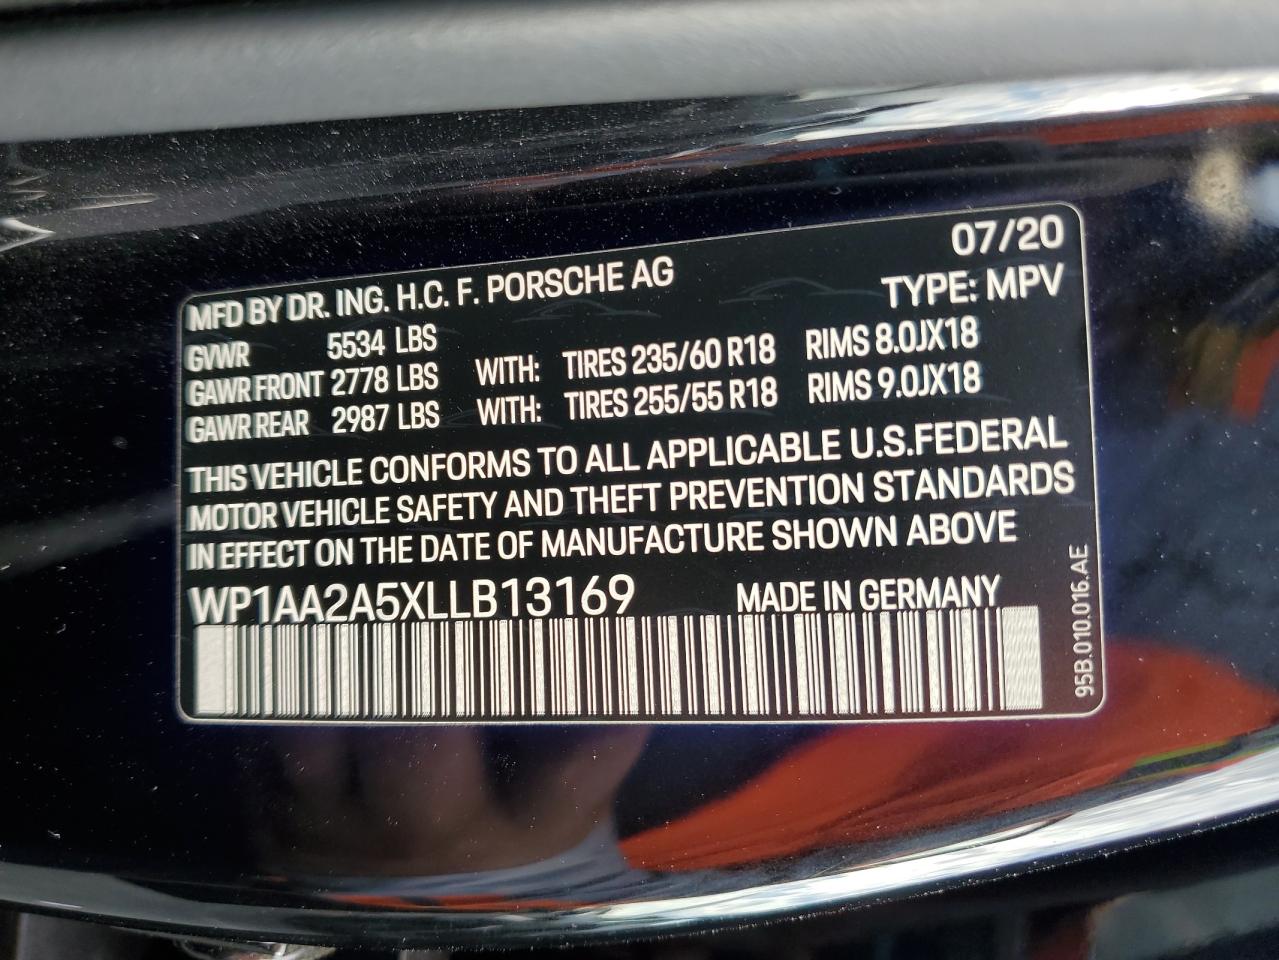 07/20
MFD BY DR. ING. H.C. F. PORSCHE AG TYPE: MPV
GVWR 5534 LBS
GAWR FRONT 2778 LBS WITH: TIRES 235/60 R18 RIMS 8.0JX18
GAWR REAR 2987 LBS WITH: TIRES 255/55 R18 RIMS 9.0JX18
THIS VEHICLE CONFORMS TO ALL APPLICABLE U.S.FEDERAL
MOTOR VEHICLE SAFETY AND THEFT PREVENTION STANDARDS
IN EFFECT ON THE DATE OF MANUFACTURE SHOWN ABOVE
WP1AA2A5XLLB13169 MADE IN GERMANY
95B.010.016.AE